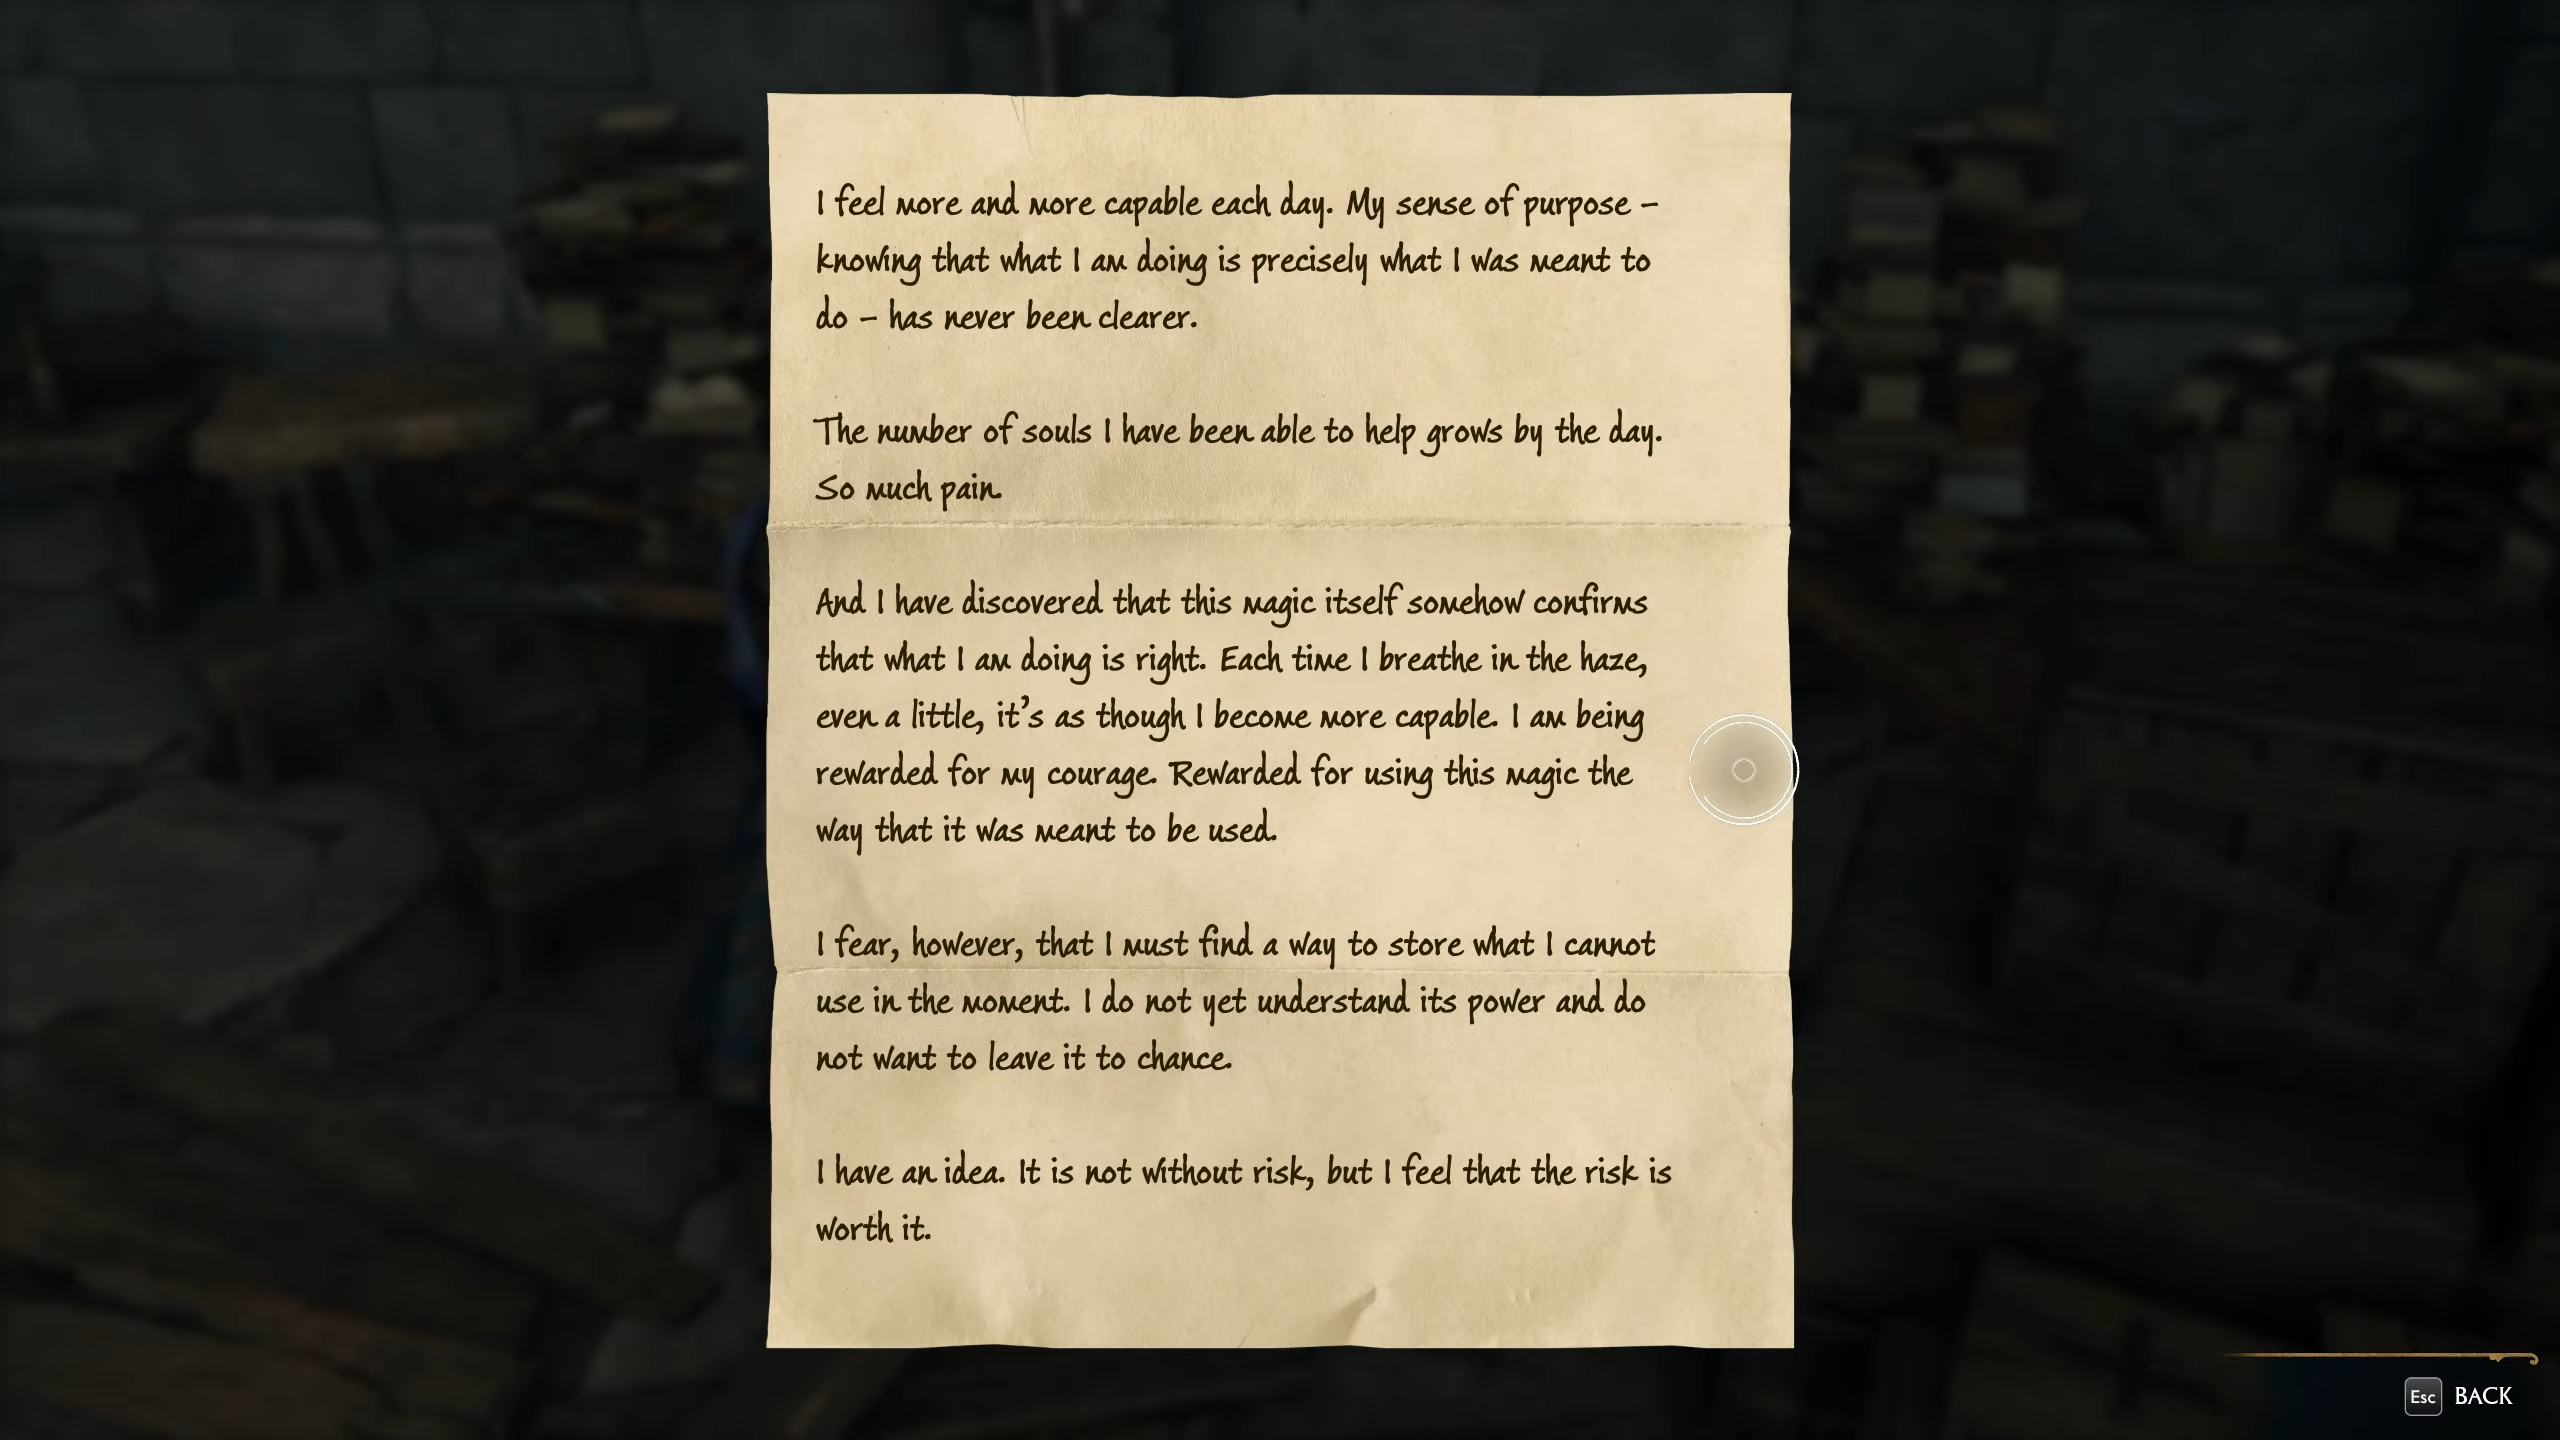 I feel more and more capable each day. My sense of purpose –
knowing that what I am doing is precisely what I was meant to
do – has never been clearer.
The number of souls I have been able to help grows by the day.
So much pain.
And I have discovered that this magic itself somehow confirms
that what I am doing is right. Each time I breathe in the haze,
even a little, it's as though I become more capable. I am being
rewarded for my courage. Rewarded for using this magic the
way that it was meant to be used.
I fear, however, that I must find a way to store what I cannot
use in the moment. I do not yet understand its power and do
not want to leave it to chance.
I have an idea. It is not without risk, but I feel that the risk is
worth it.
Esc BACK